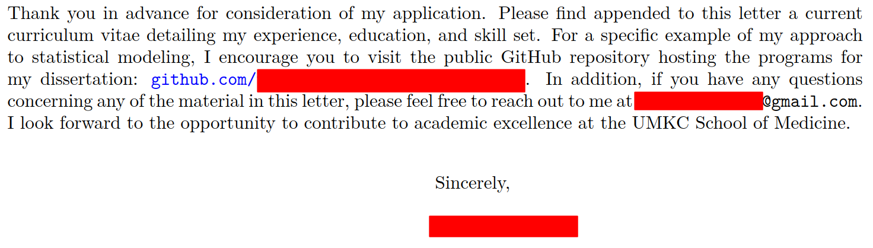 Thank you in advance for consideration of my application. Please find appended to this letter a current
curriculum vitae detailing my experience, education, and skill set. For a specific example of my approach
to statistical modeling, I encourage you to visit the public GitHub repository hosting the programs for
my dissertation: github.com/ . In addition, if you have any questions
concerning any of the material in this letter, please feel free to reach out to me at @gmail.com.
I look forward to the opportunity to contribute to academic excellence at the UMKC School of Medicine.
Sincerely,